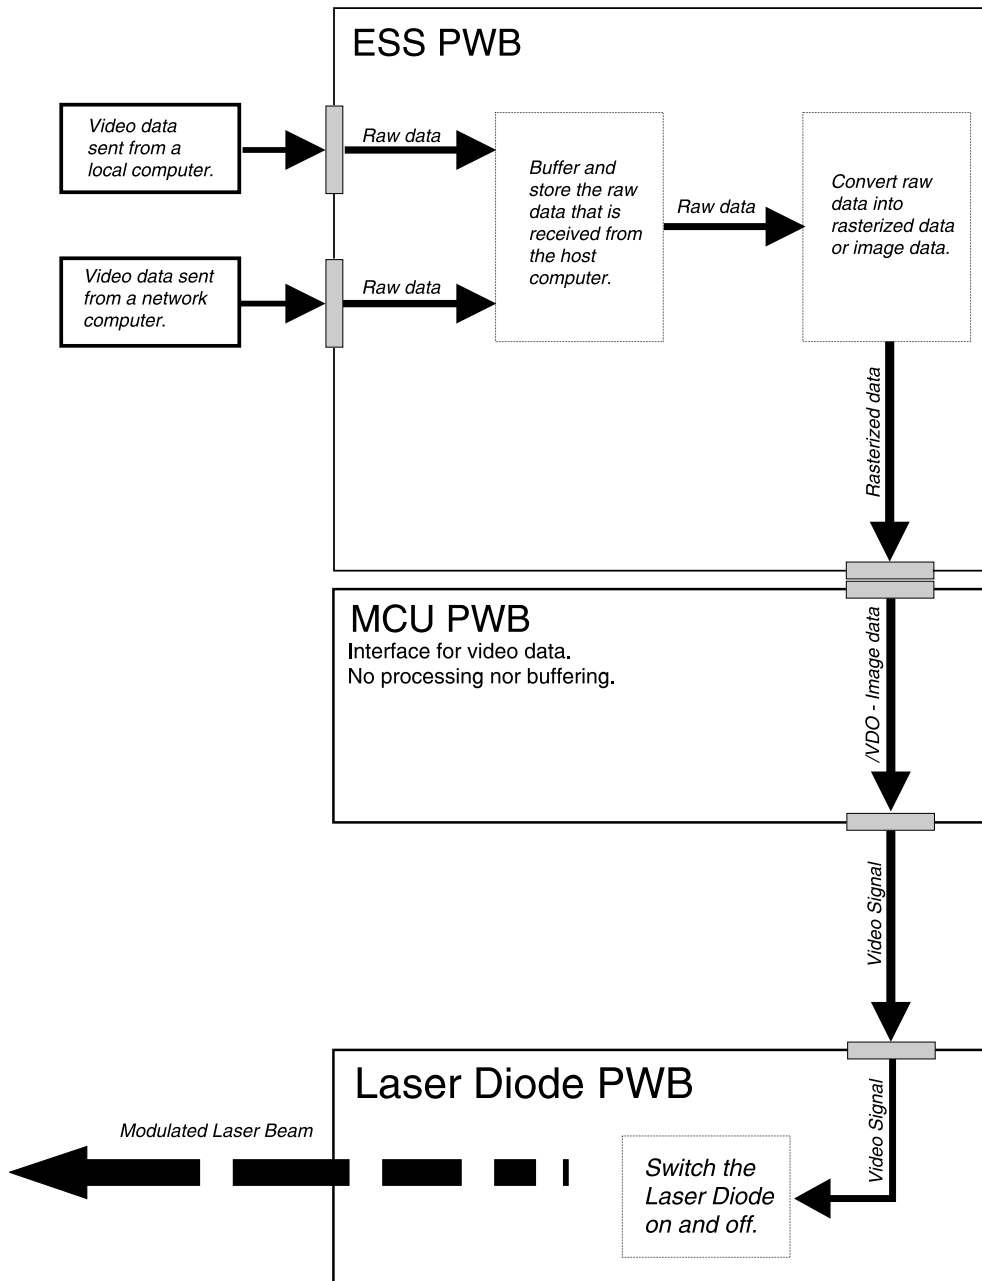 ESS PWB
Video data
sent from a
local computer.
Raw data
Buffer and
store the raw
data that is
received from
the host
computer.
Raw data
Convert raw
data into
rasterized data
or image data.
Video data sent
from a network
computer.
Raw data
Rasterized data
MCU PWB
Interface for video data.
No processing nor buffering.
/VDO - Image data
Video Signal
Laser Diode PWB
Video Signal
Modulated Laser Beam
Switch the
Laser Diode
on and off.